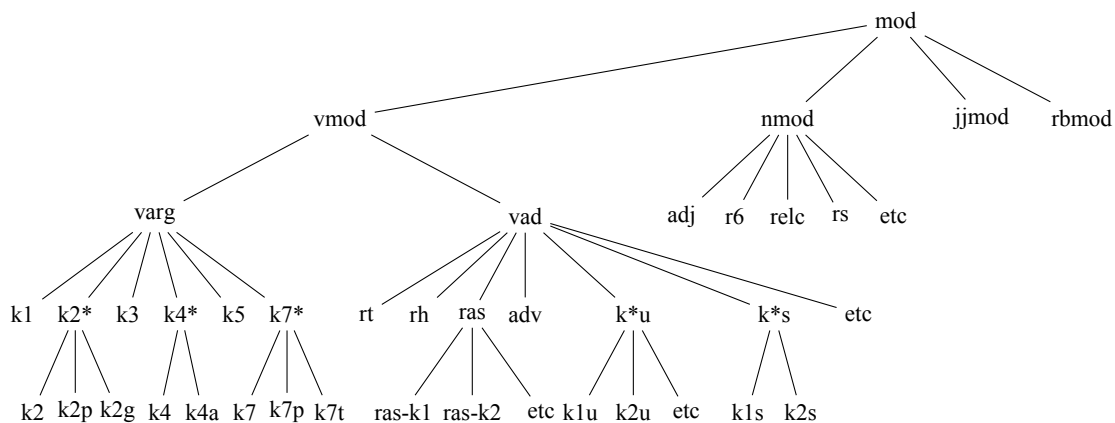 mod
vmod nmod jjmod rbmod
varg vad adj r6 relc rs etc
k1 k2* k3 k4* k5 k7* rt rh ras adv k*u k*s etc
k2 k2p k2g k4 k4a k7 k7p k7t ras-k1 ras-k2 etc k1u k2u etc k1s k2s